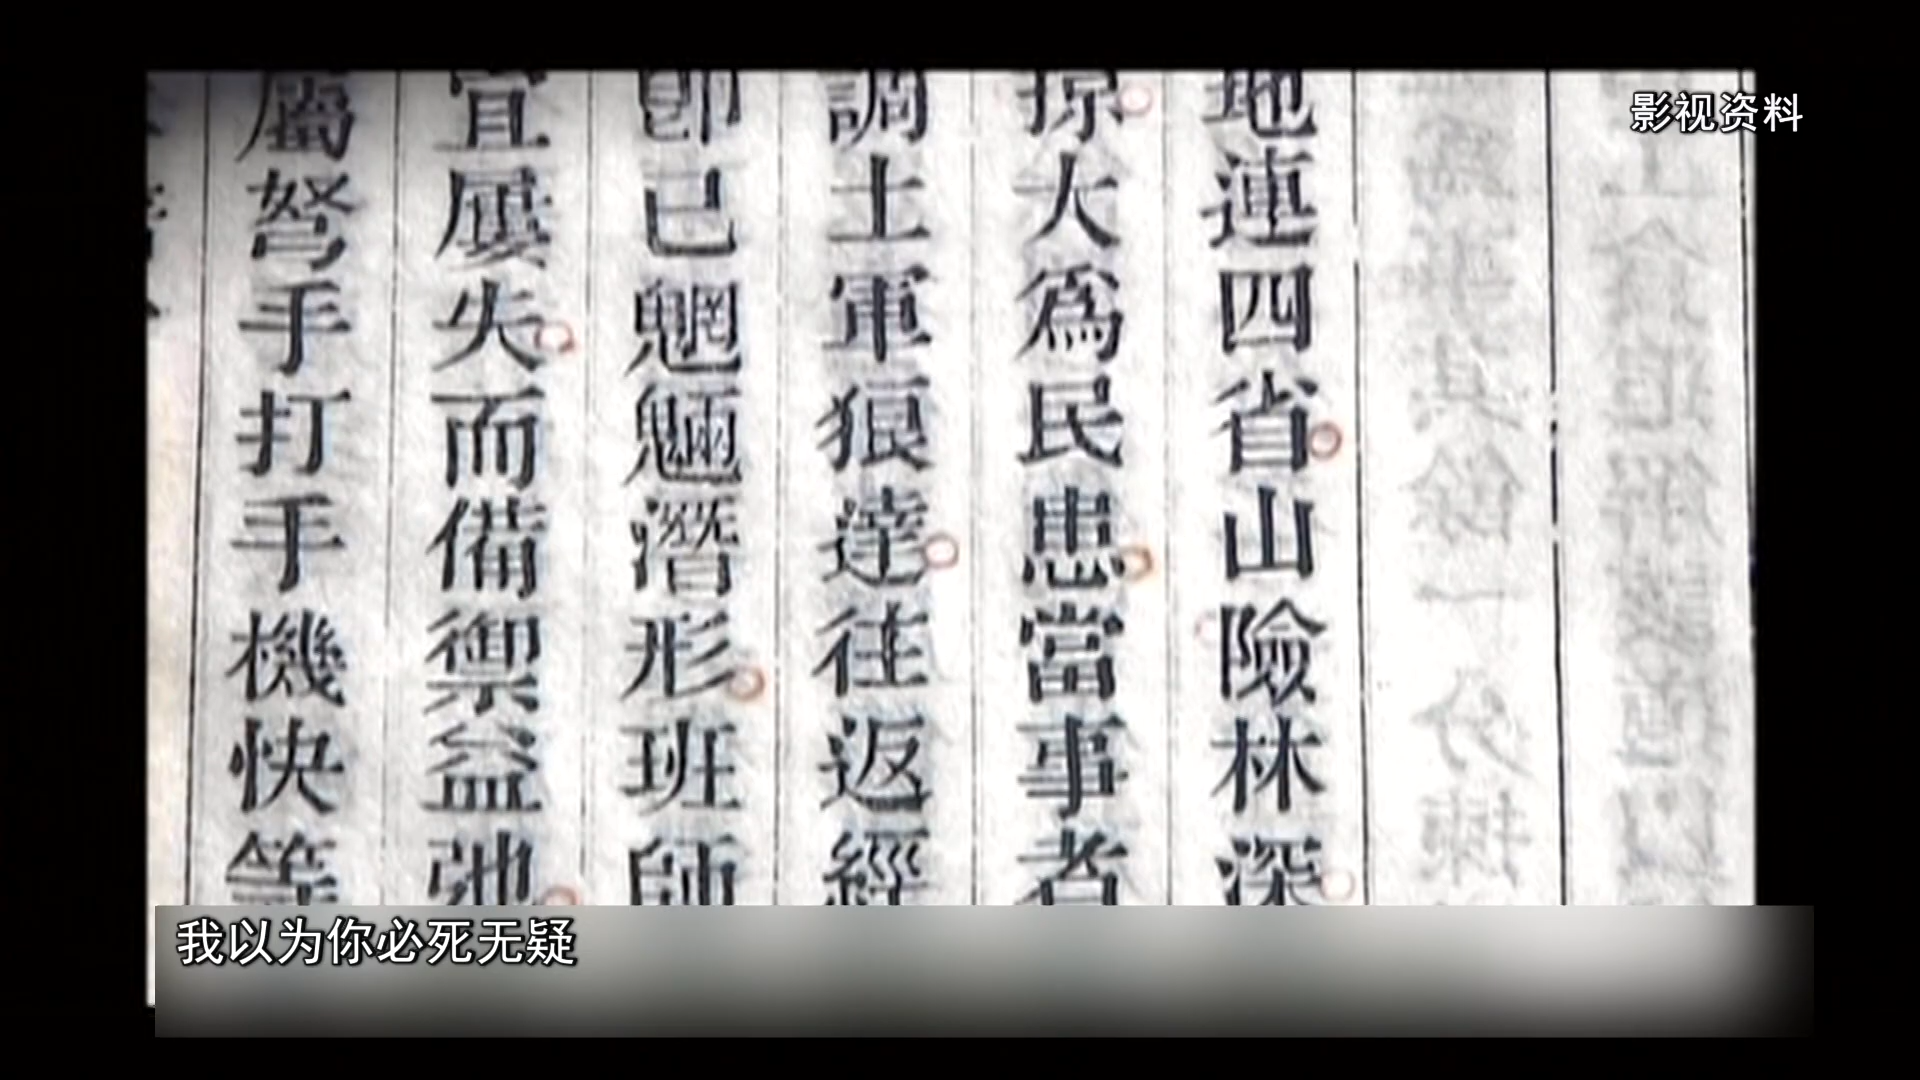 影视资料
地連四省山險林深
掠大爲民患當事者
調土軍狼達往返經
卽已魍魎潛形班師
宜屢失而備禦益弛
屬弩手打手機快等
我以为你必死无疑